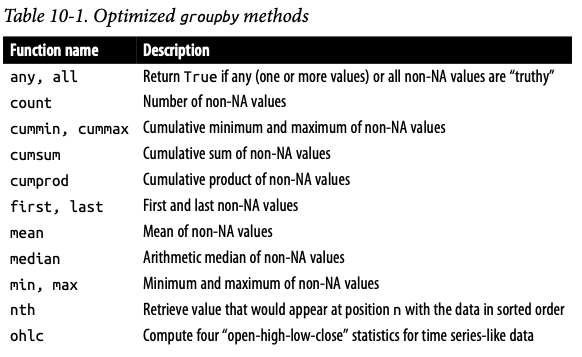 Table 10-1. Optimized groupby methods
Function name Description
any, all Return True if any (one or more values) or all non-NA values are “truthy”
count Number of non-NA values
cummin, cummax Cumulative minimum and maximum of non-NA values
cumsum Cumulative sum of non-NA values
cumprod Cumulative product of non-NA values
first, last First and last non-NA values
mean Mean of non-NA values
median Arithmetic median of non-NA values
min, max Minimum and maximum of non-NA values
nth Retrieve value that would appear at position n with the data in sorted order
ohlc Compute four “open-high-low-close” statistics for time series-like data